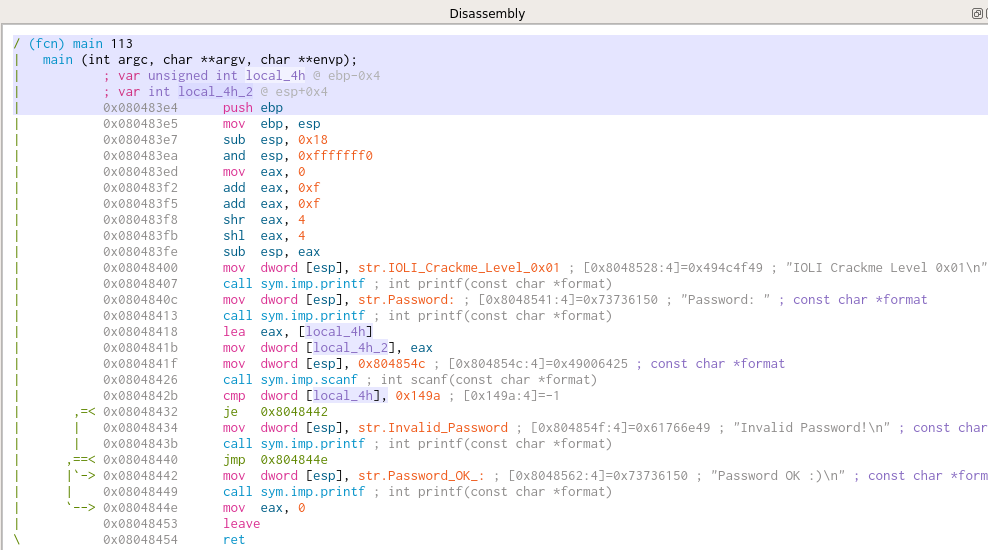 Disassembly
/ (fcn) main 113
|   main (int argc, char **argv, char **envp);
|           ; var unsigned int local_4h @ ebp-0x4
|           ; var int local_4h_2 @ esp+0x4
|           0x080483e4      push ebp
|           0x080483e5      mov  ebp, esp
|           0x080483e7      sub  esp, 0x18
|           0x080483ea      and  esp, 0xfffffff0
|           0x080483ed      mov  eax, 0
|           0x080483f2      add  eax, 0xf
|           0x080483f5      add  eax, 0xf
|           0x080483f8      shr  eax, 4
|           0x080483fb      shl  eax, 4
|           0x080483fe      sub  esp, eax
|           0x08048400      mov  dword [esp], str.IOLI_Crackme_Level_0x01 ; [0x8048528:4]=0x494c4f49 ; "IOLI Crackme Level 0x01\n"
|           0x08048407      call sym.imp.printf ; int printf(const char *format)
|           0x0804840c      mov  dword [esp], str.Password: ; [0x8048541:4]=0x73736150 ; "Password: " ; const char *format
|           0x08048413      call sym.imp.printf ; int printf(const char *format)
|           0x08048418      lea  eax, [local_4h]
|           0x0804841b      mov  dword [local_4h_2], eax
|           0x0804841f      mov  dword [esp], 0x804854c ; [0x804854c:4]=0x49006425 ; const char *format
|           0x08048426      call sym.imp.scanf ; int scanf(const char *format)
|           0x0804842b      cmp  dword [local_4h], 0x149a ; [0x149a:4]=-1
|       ,=< 0x08048432      je   0x8048442
|       |   0x08048434      mov  dword [esp], str.Invalid_Password ; [0x804854f:4]=0x61766e49 ; "Invalid Password!\n" ; const char
|       |   0x0804843b      call sym.imp.printf ; int printf(const char *format)
|      ,==< 0x08048440      jmp  0x804844e
|      |`-> 0x08048442      mov  dword [esp], str.Password_OK_: ; [0x8048562:4]=0x73736150 ; "Password OK :)\n" ; const char *form
|      |    0x08048449      call sym.imp.printf ; int printf(const char *format)
|      `--> 0x0804844e      mov  eax, 0
|           0x08048453      leave
\           0x08048454      ret